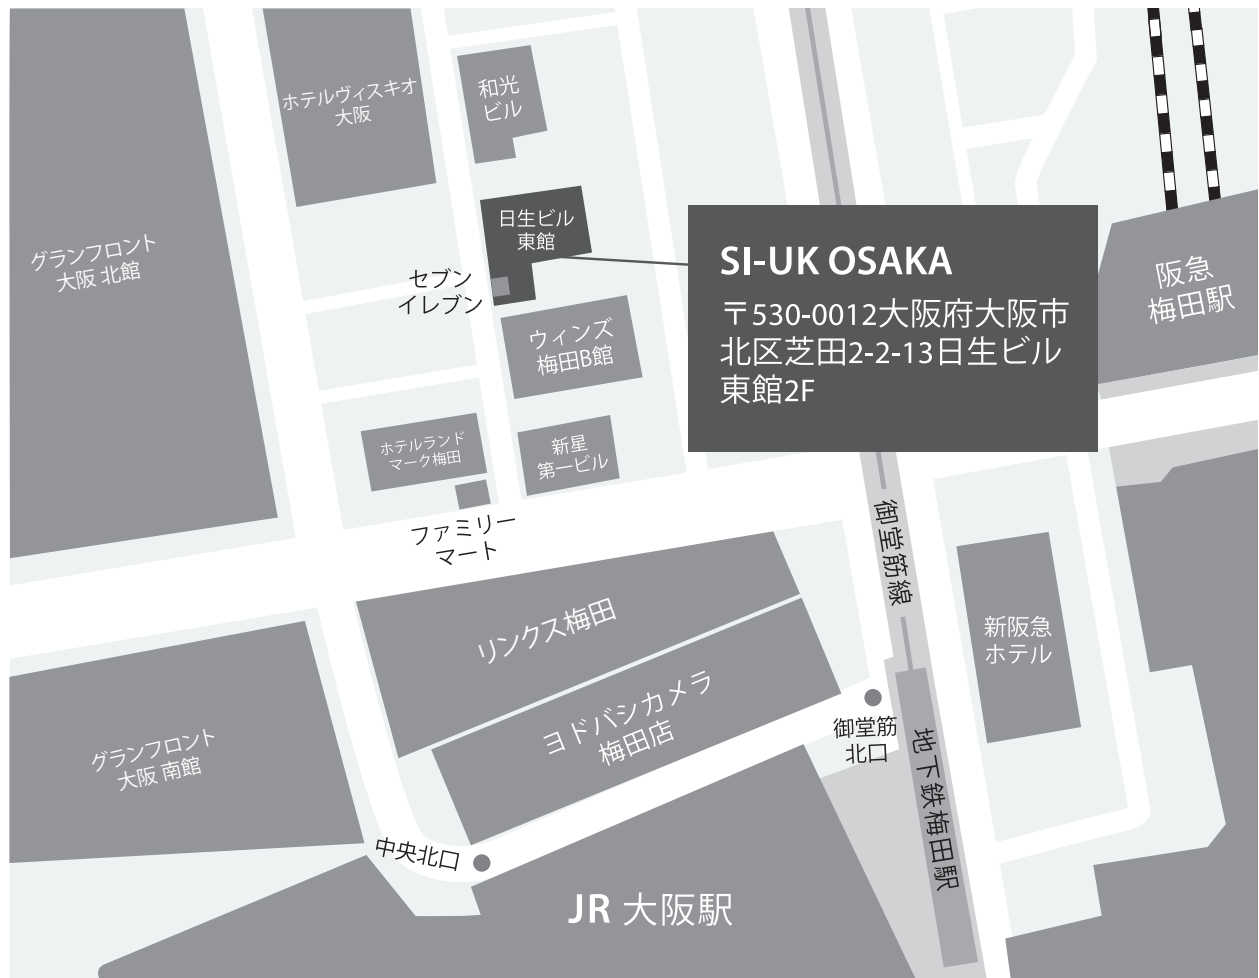 ホテルヴィスキオ
大阪
和光
ビル
グランフロント
大阪 北館
日生ビル
東館
セブン
イレブン
SI-UK OSAKA
〒530-0012大阪府大阪市
北区芝田2-2-13日生ビル
東館2F
阪急
梅田駅
ウィンズ
梅田B館
ホテルランド
マーク梅田
新星
第一ビル
ファミリー
マート
御堂筋線
リンクス梅田
新阪急
ホテル
ヨドバシカメラ
梅田店
グランフロント
大阪 南館
御堂筋
北口
地下鉄梅田駅
中央北口
JR 大阪駅